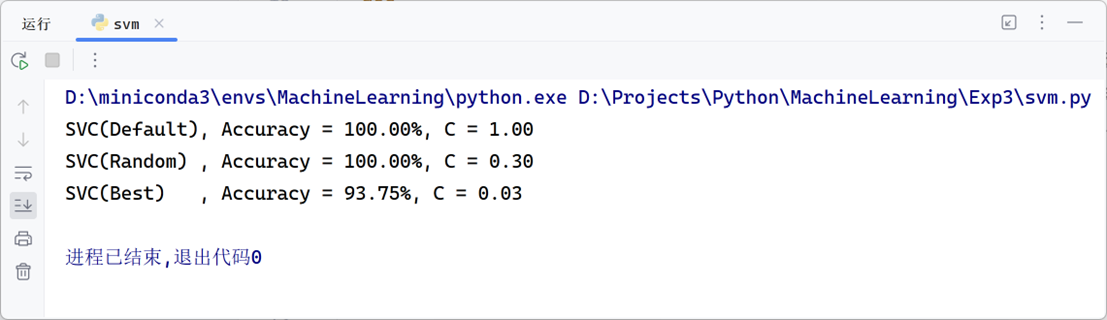 运行
svm
D:\miniconda3\envs\MachineLearning\python.exe D:\Projects\Python\MachineLearning\Exp3\svm.py
SVC(Default), Accuracy = 100.00%, C = 1.00
SVC(Random) , Accuracy = 100.00%, C = 0.30
SVC(Best)   , Accuracy = 93.75%, C = 0.03
进程已结束,退出代码0